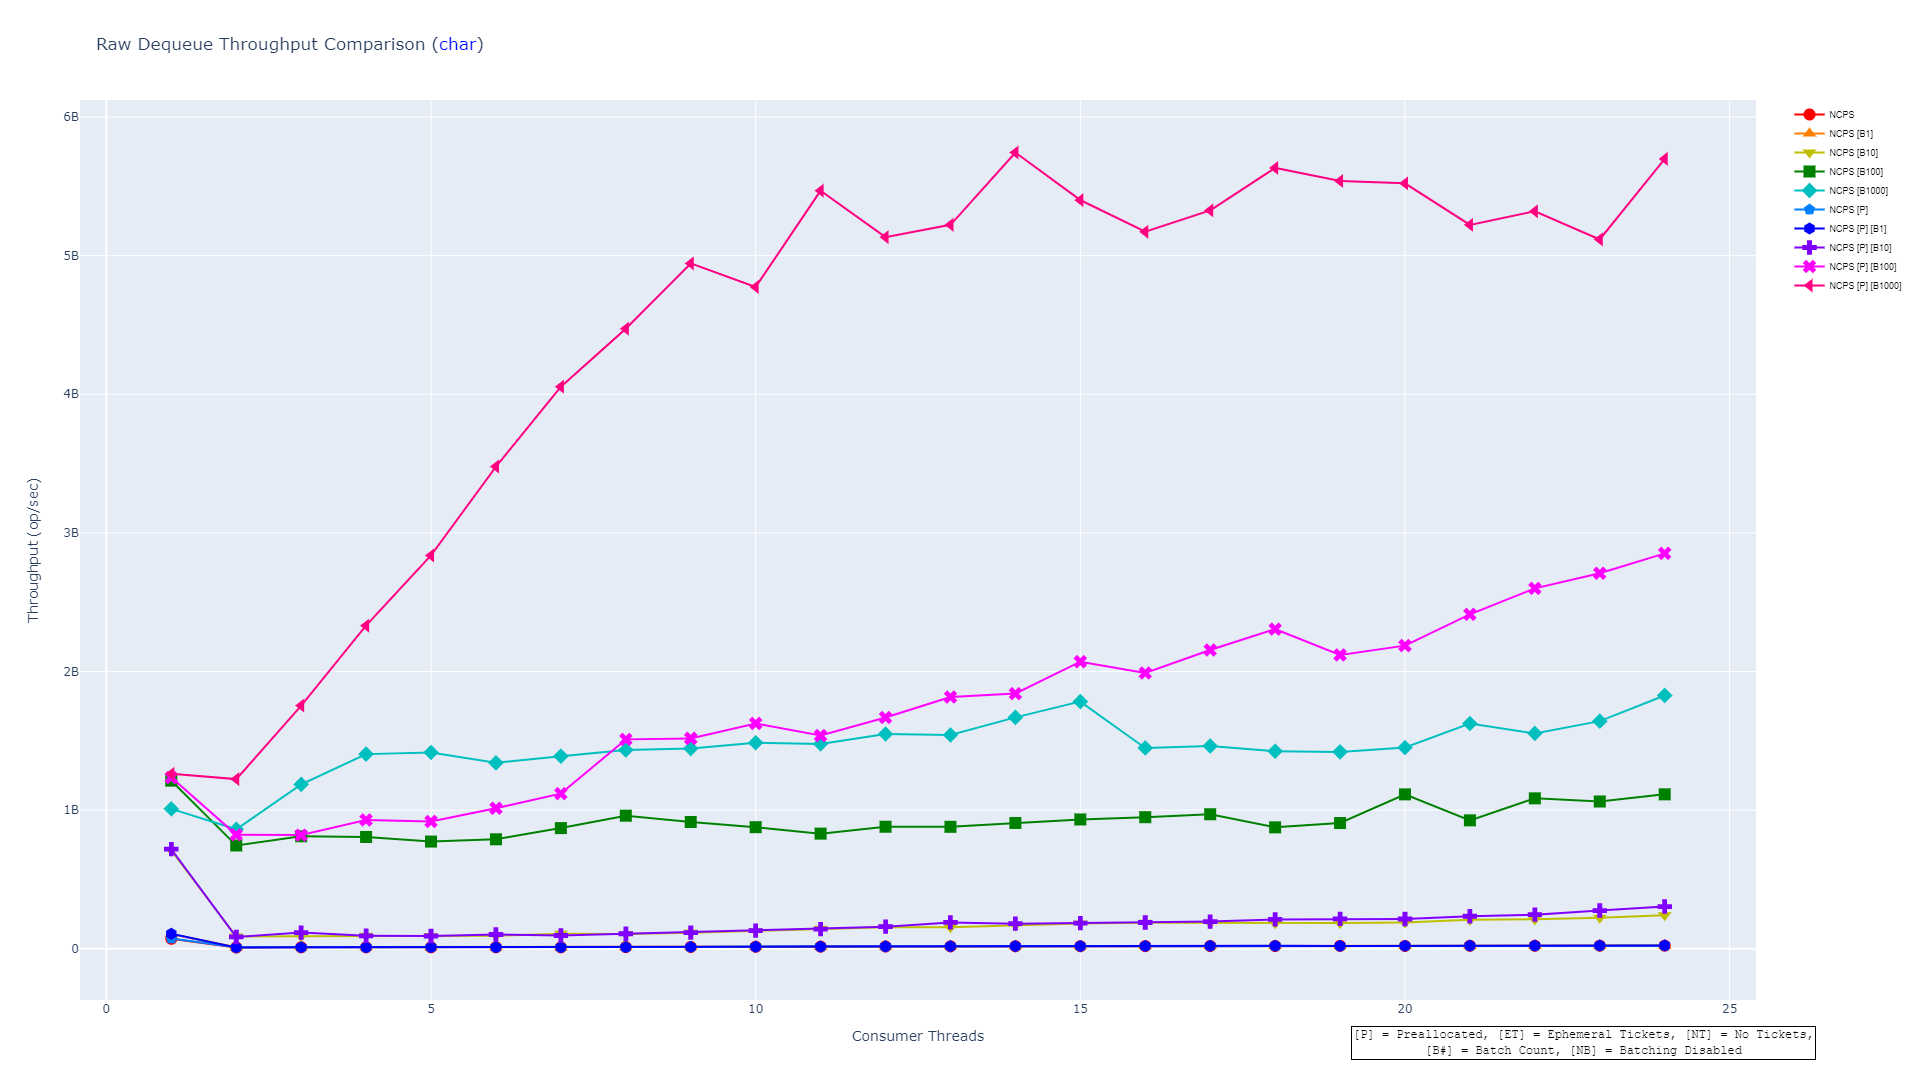 Raw Dequeue Throughput Comparison (char)
Throughput (op/sec)
6B
5B
4B
3B
2B
1B
0
0 5 10 15 20 25
Consumer Threads
NCPS
NCPS [B1]
NCPS [B10]
NCPS [B100]
NCPS [B1000]
NCPS [P]
NCPS [P] [B1]
NCPS [P] [B10]
NCPS [P] [B100]
NCPS [P] [B1000]
[P] = Preallocated, [ET] = Ephemeral Tickets, [NT] = No Tickets,
[B#] = Batch Count, [NB] = Batching Disabled